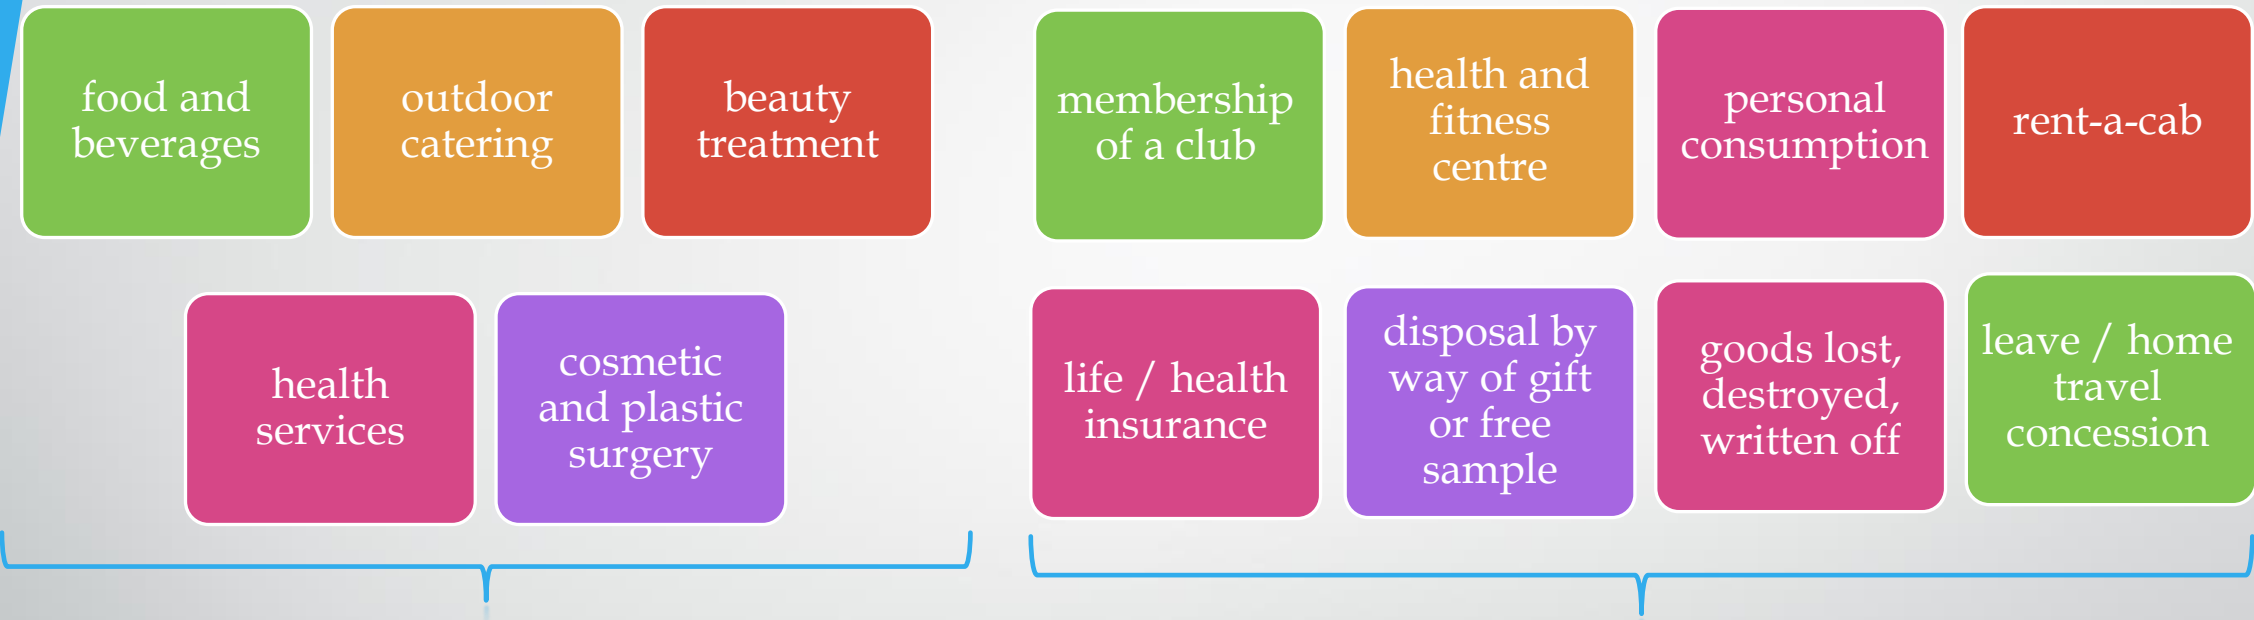 food and
beverages
outdoor
catering
beauty
treatment
health
services
cosmetic
and plastic
surgery
membership
of a club
health and
fitness
centre
personal
consumption
rent-a-cab
life / health
insurance
disposal by
way of gift
or free
sample
goods lost,
destroyed,
written off
leave / home
travel
concession